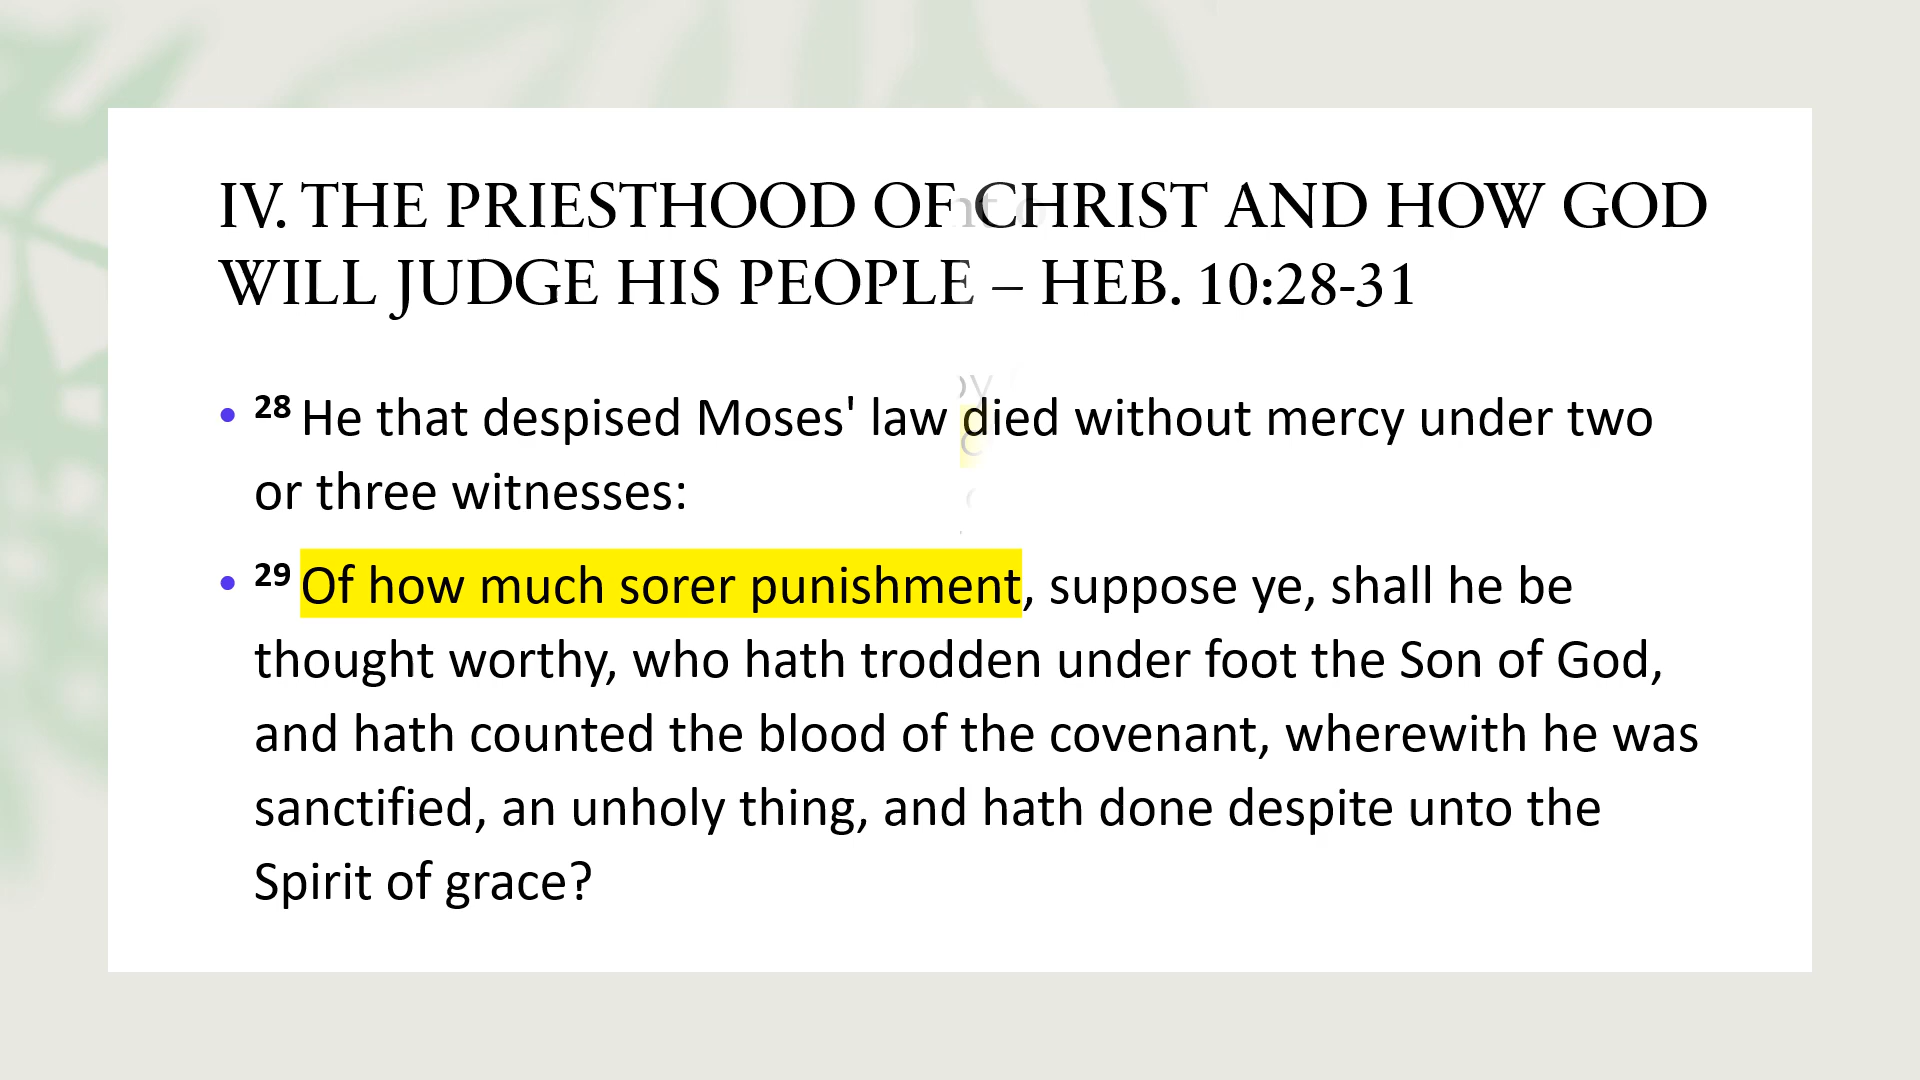 IV. THE PRIESTHOOD OF CHRIST AND HOW GOD
WILL JUDGE HIS PEOPLE – HEB. 10:28-31
• 28 He that despised Moses' law died without mercy under two
or three witnesses:
• 29 Of how much sorer punishment, suppose ye, shall he be
thought worthy, who hath trodden under foot the Son of God,
and hath counted the blood of the covenant, wherewith he was
sanctified, an unholy thing, and hath done despite unto the
Spirit of grace?